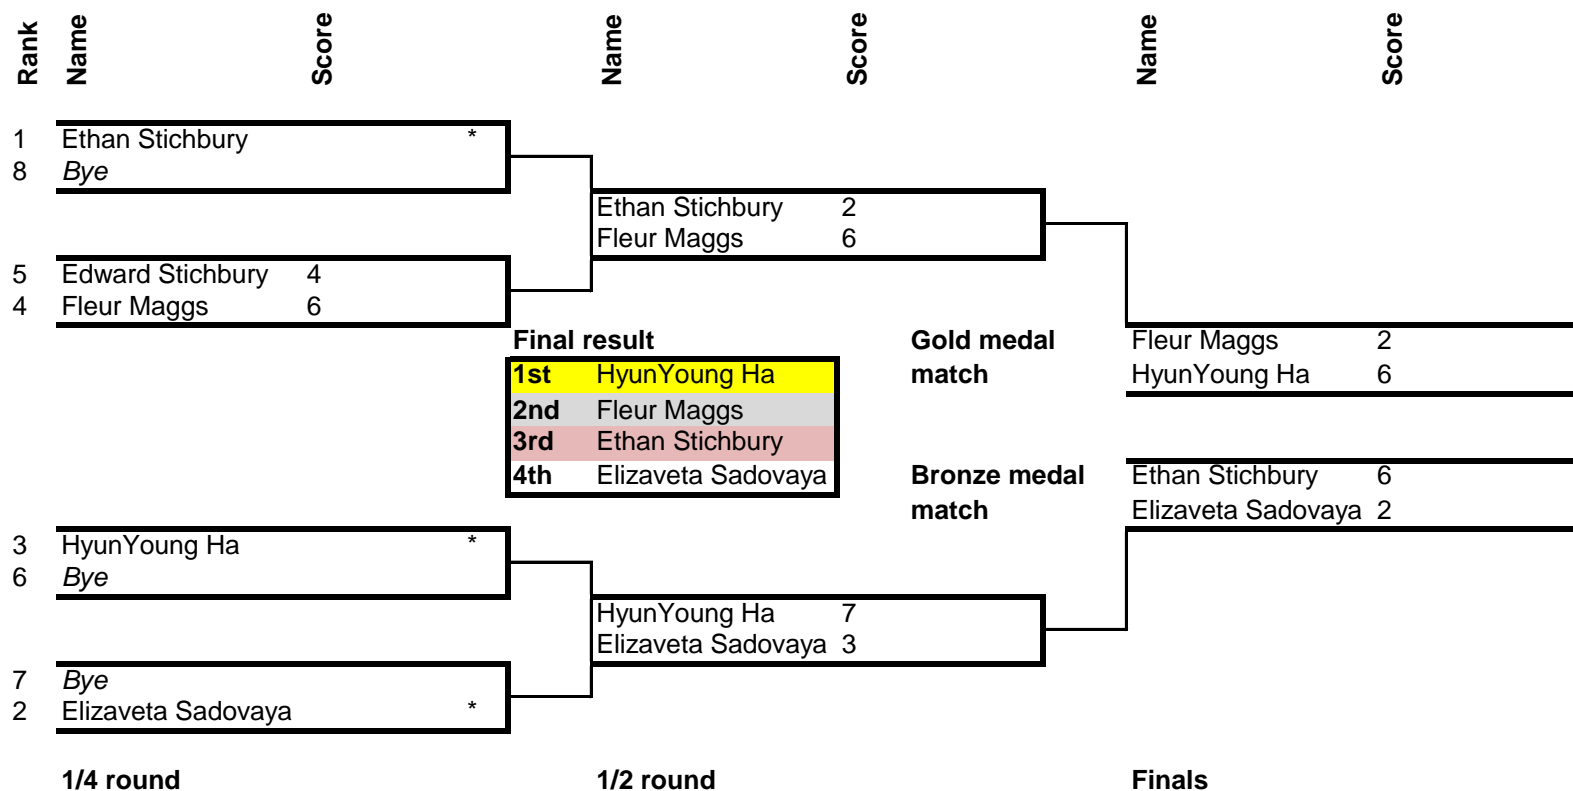 Rank Name Score Name Score Name Score
1 Ethan Stichbury *
8 Bye
Ethan Stichbury 2
Fleur Maggs 6
5 Edward Stichbury 4
4 Fleur Maggs 6
Final result Gold medal Fleur Maggs 2
1st HyunYoung Ha match HyunYoung Ha 6
2nd Fleur Maggs
3rd Ethan Stichbury
4th Elizaveta Sadovaya Bronze medal Ethan Stichbury 6
match Elizaveta Sadovaya 2
3 HyunYoung Ha *
6 Bye
HyunYoung Ha 7
Elizaveta Sadovaya 3
7 Bye
2 Elizaveta Sadovaya *
1/4 round 1/2 round Finals